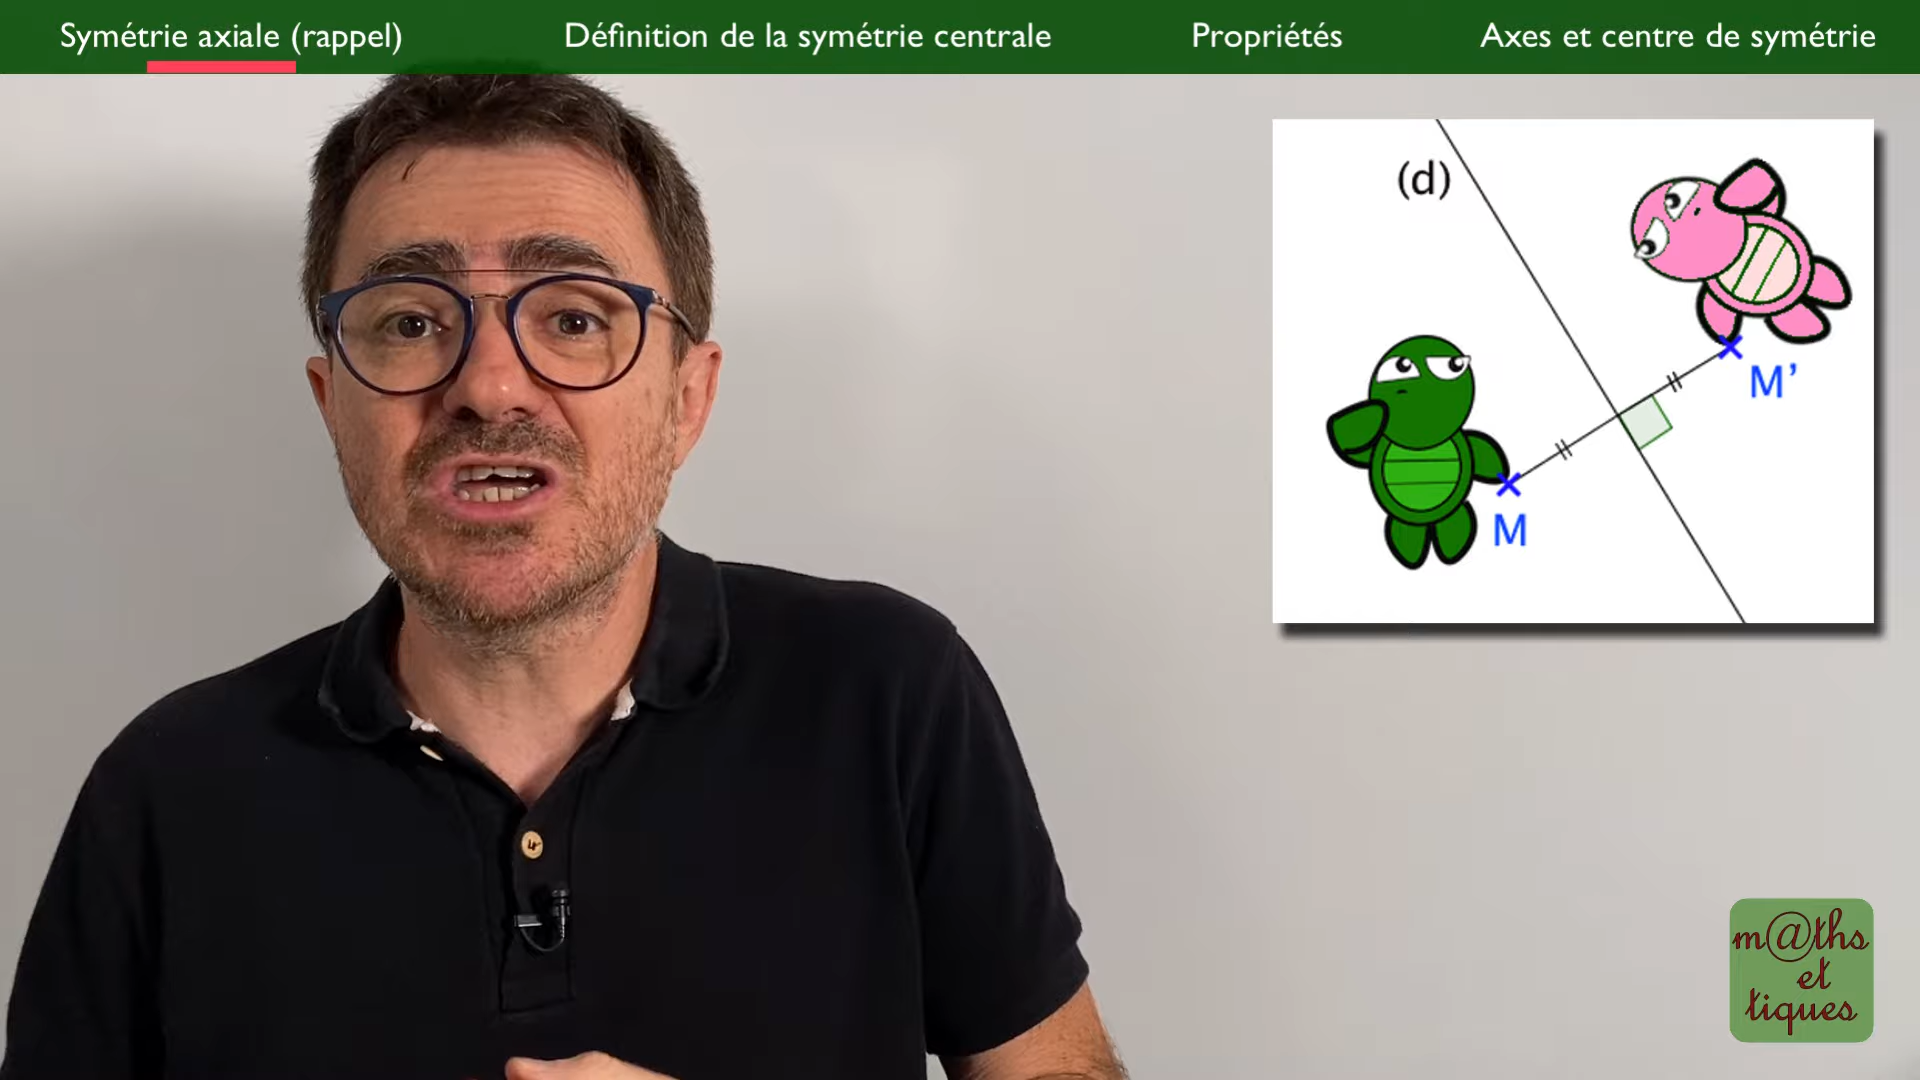 Symétrie axiale (rappel) Définition de la symétrie centrale Propriétés Axes et centre de symétrie
(d)
M'
M
m@ths
et
tiques